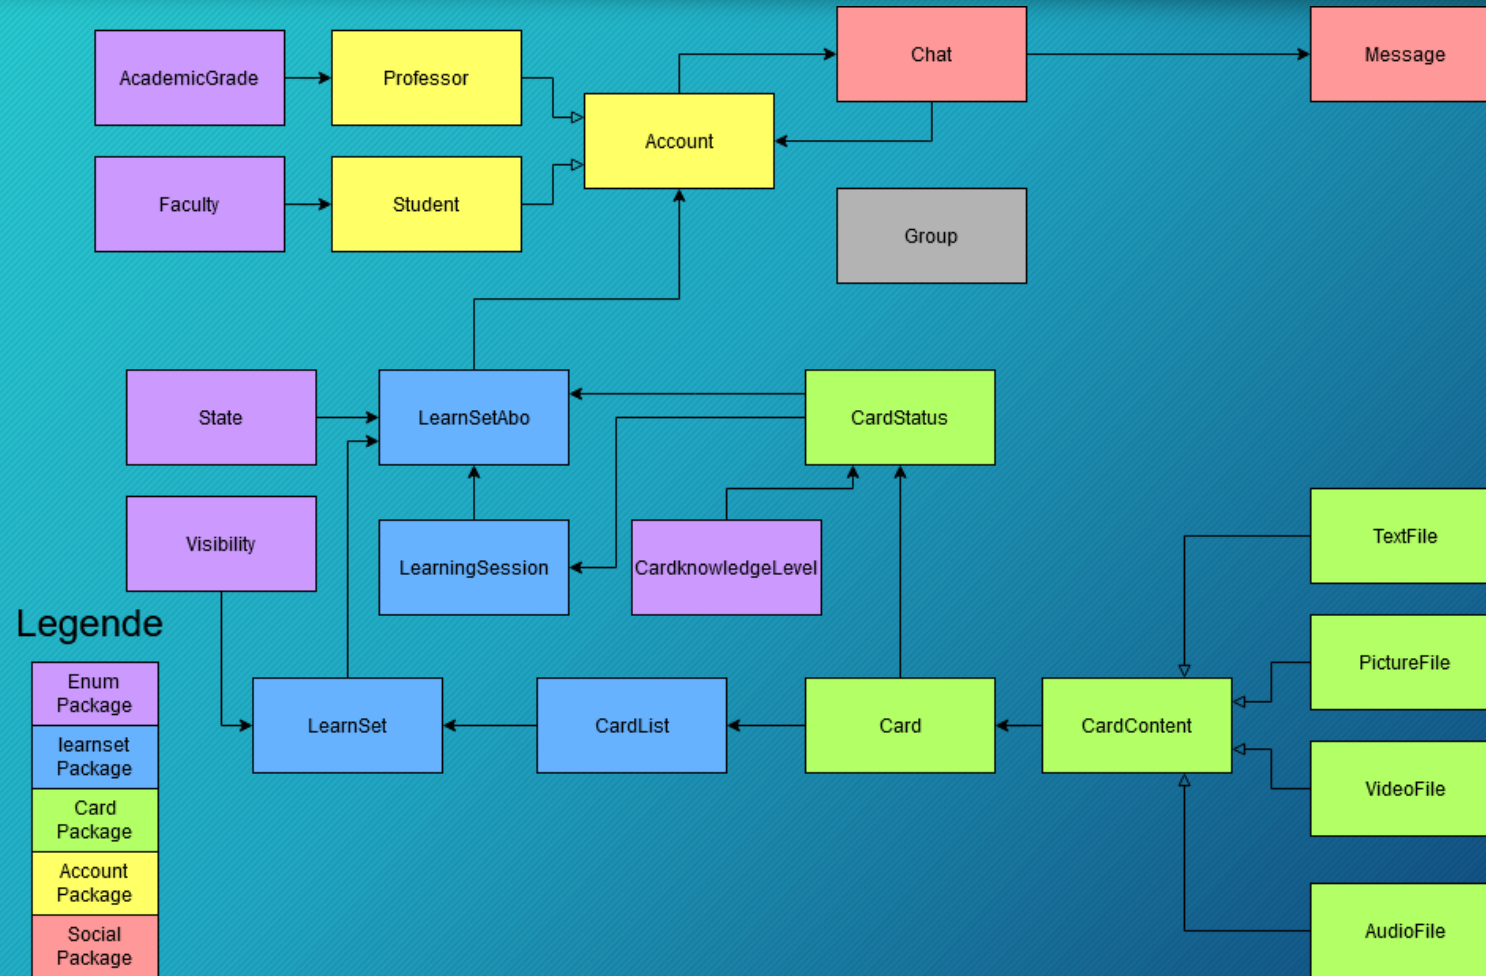 Chat
Message
AcademicGrade
Professor
Account
Faculty
Student
Group
State
LearnSetAbo
CardStatus
Visibility
LearningSession
CardknowledgeLevel
TextFile
PictureFile
LearnSet
CardList
Card
CardContent
VideoFile
AudioFile
Legende
Enum
Package
learnset
Package
Card
Package
Account
Package
Social
Package